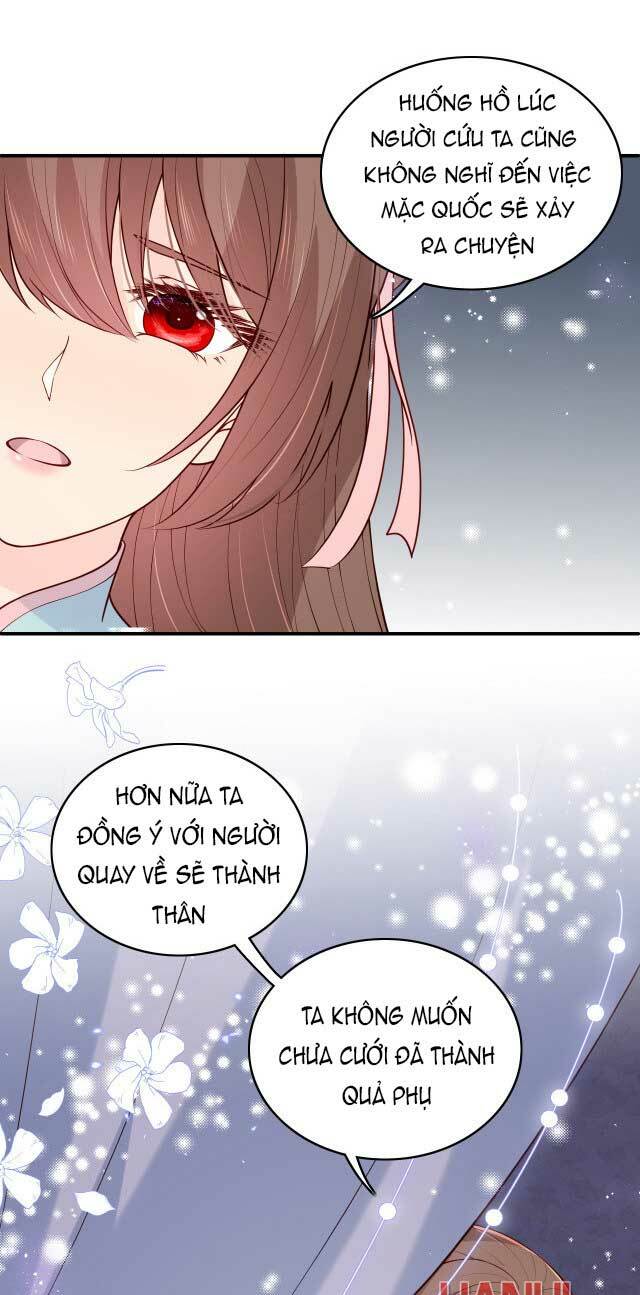 HUỐNG HỒ LÚC
NGƯỜI CỨU TA CŨNG
KHÔNG NGHĨ ĐẾN VIỆC
MẶC QUỐC SẼ XẢY
RA CHUYỆN
HƠN NỮA TA
ĐỒNG Ý VỚI NGƯỜI
QUAY VỀ SẼ THÀNH
THÂN
TA KHÔNG MUỐN
CHƯA CƯỚI ĐÃ THÀNH
QUẢ PHỤ